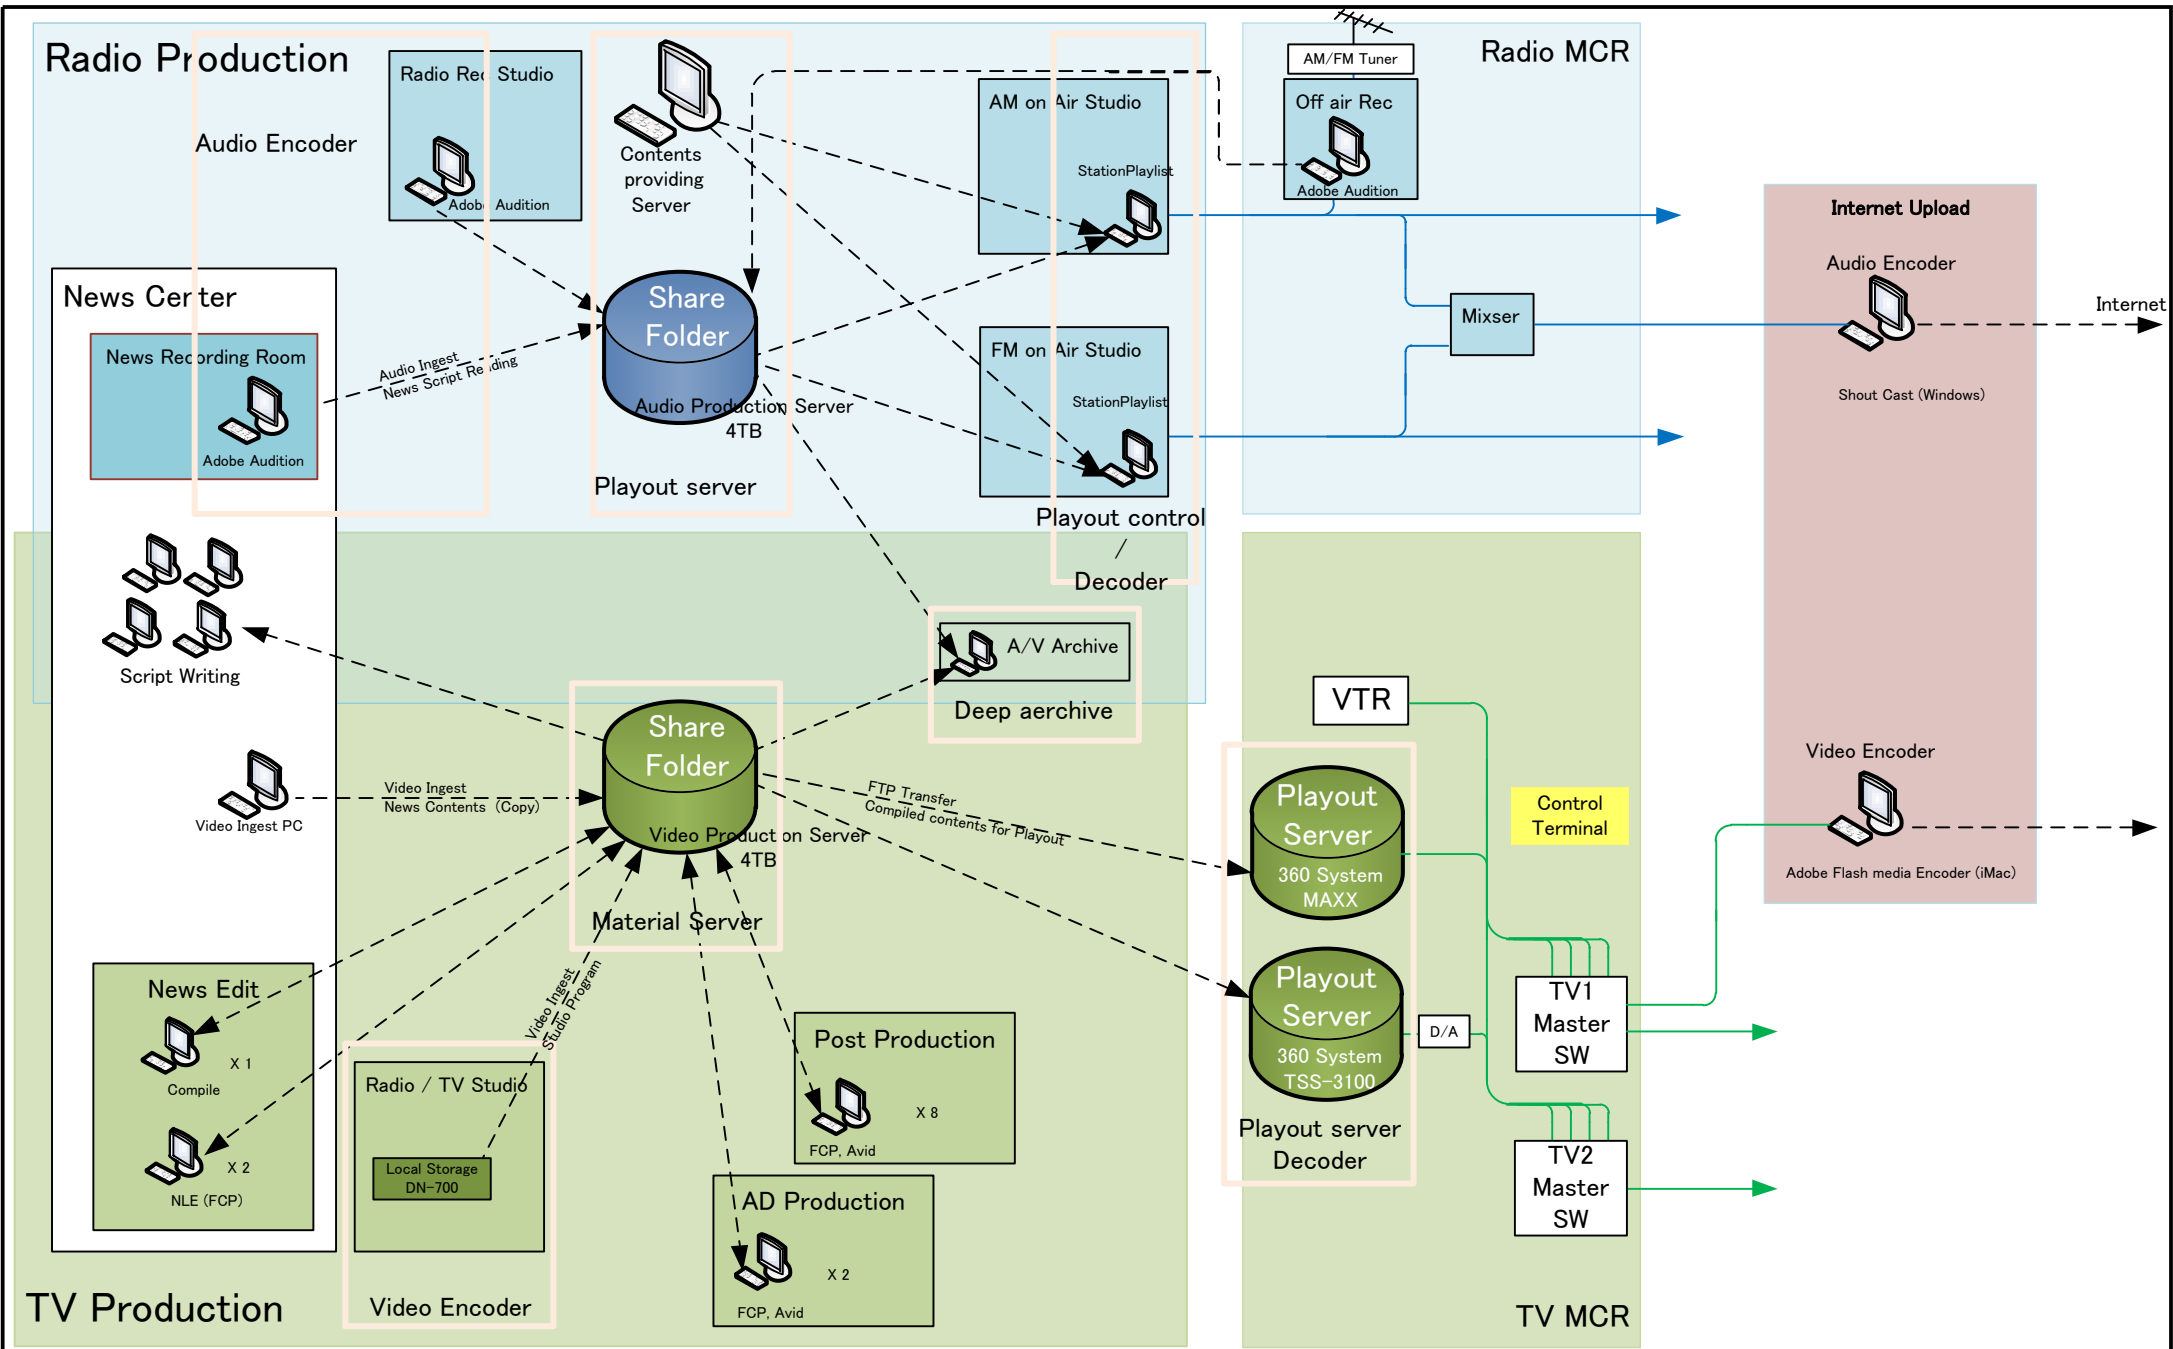 Radio Production
Radio Rec Studio
Audio Encoder
Adobe Audition
Contents
providing
Server
AM on Air Studio
StationPlaylist
AM/FM Tuner
Off air Rec
Adobe Audition
Radio MCR
Internet Upload
Audio Encoder
Internet
Shout Cast (Windows)
News Center
News Recording Room
Adobe Audition
Audio Ingest
News Script Reading
Share
Folder
Audio Production Server
4TB
Playout server
FM on Air Studio
StationPlaylist
Mixser
Playout control
/
Decoder
Script Writing
A/V Archive
Deep aerchive
Video Ingest PC
Video Ingest
News Contents (Copy)
Share
Folder
Video Production Server
4TB
Material Server
FTP Transfer
Compiled contents for Playout
VTR
Playout
Server
360 System
MAXX
Control
Terminal
Video Encoder
Adobe Flash media Encoder (iMac)
Playout
Server
360 System
TSS-3100
D/A
Playout server
Decoder
TV1
Master
SW
TV2
Master
SW
News Edit
X 1
Compile
X 2
NLE (FCP)
Video Ingest
Studio Program
Radio / TV Studio
Local Storage
DN-700
Video Encoder
Post Production
X 8
FCP, Avid
AD Production
X 2
FCP, Avid
TV Production
TV MCR